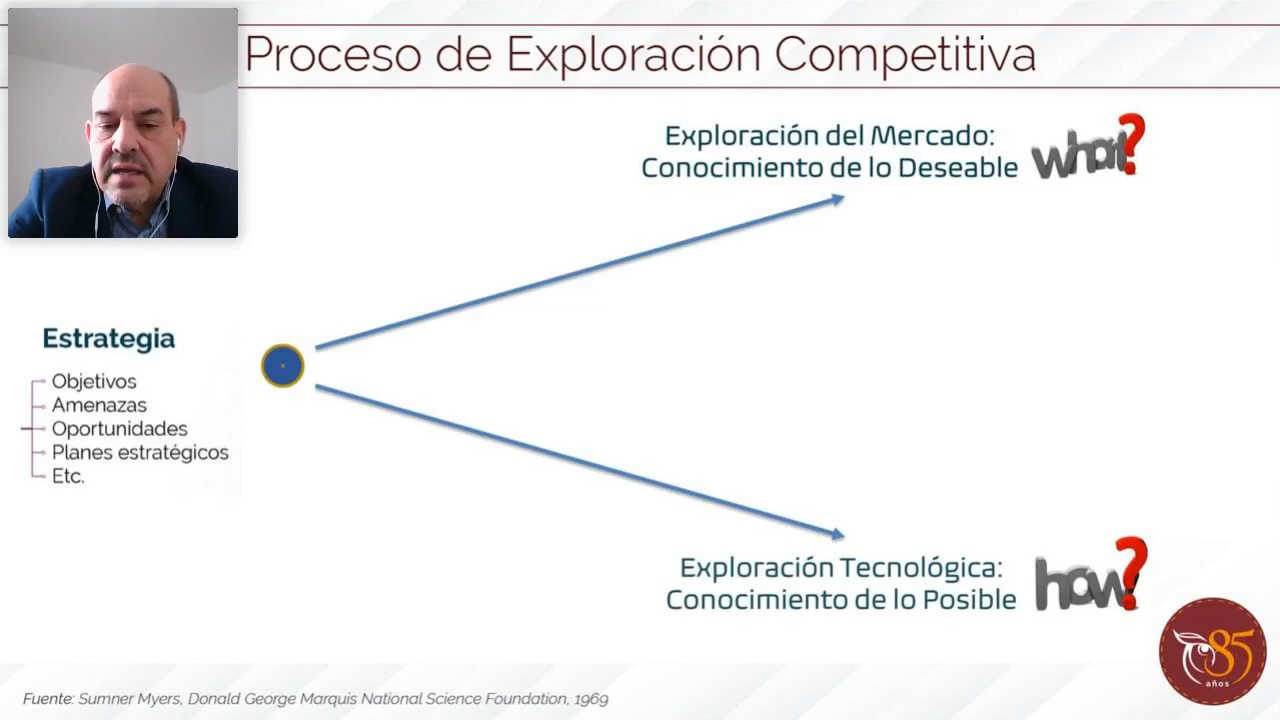 Proceso de Exploración Competitiva
Exploración del Mercado:
Conocimiento de lo Deseable
what?
Estrategia
Objetivos
Amenazas
Oportunidades
Planes estratégicos
Etc.
Exploración Tecnológica:
Conocimiento de lo Posible
how?
85
años
Fuente: Sumner Myers, Donald George Marquis National Science Foundation, 1969